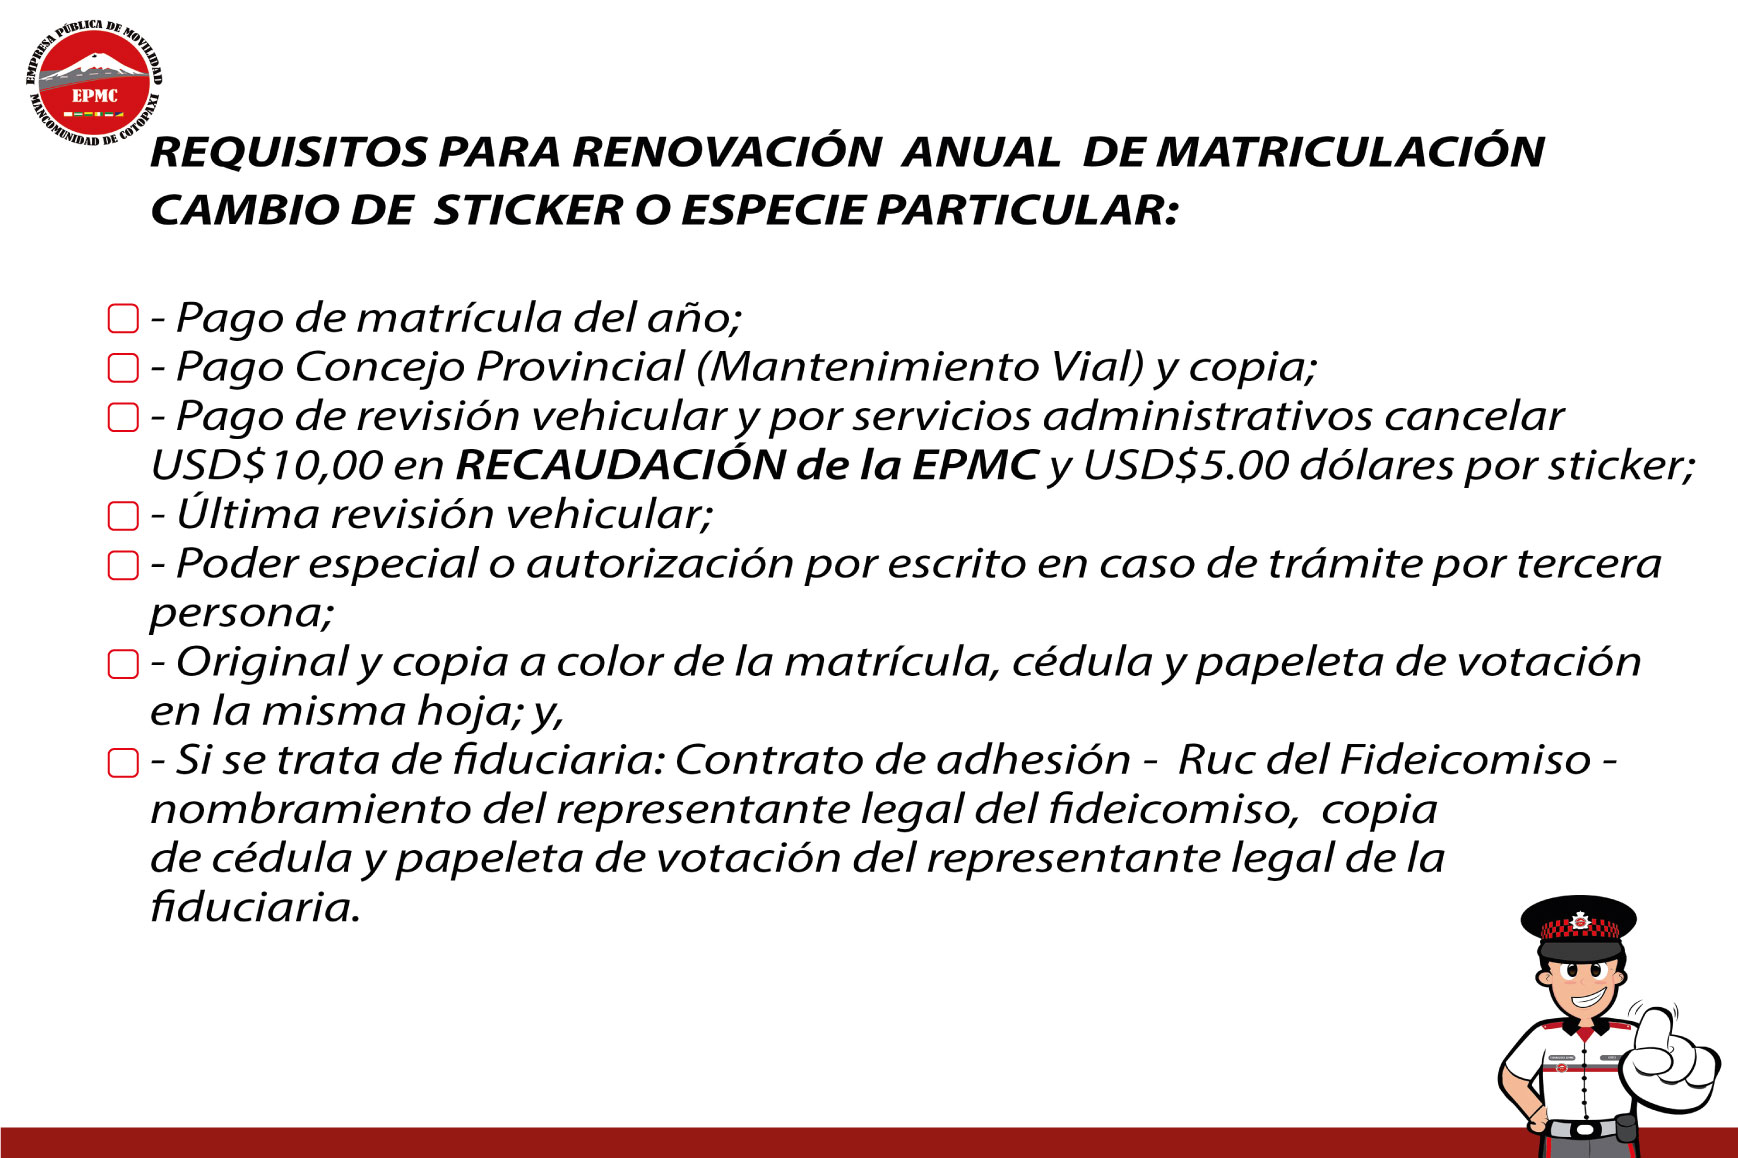 EMPRESA PÚBLICA DE MOVILIDAD
EPMC
MANCOMUNIDAD DE COTOPAXI
REQUISITOS PARA RENOVACIÓN  ANUAL  DE MATRICULACIÓN
CAMBIO DE  STICKER O ESPECIE PARTICULAR:
- Pago de matrícula del año;
- Pago Concejo Provincial (Mantenimiento Vial) y copia;
- Pago de revisión vehicular y por servicios administrativos cancelar
USD$10,00 en RECAUDACIÓN de la EPMC y USD$5.00 dólares por sticker;
- Última revisión vehicular;
- Poder especial o autorización por escrito en caso de trámite por tercera
persona;
- Original y copia a color de la matrícula, cédula y papeleta de votación
en la misma hoja; y,
- Si se trata de fiduciaria: Contrato de adhesión -  Ruc del Fideicomiso -
nombramiento del representante legal del fideicomiso,  copia
de cédula y papeleta de votación del representante legal de la
fiduciaria.